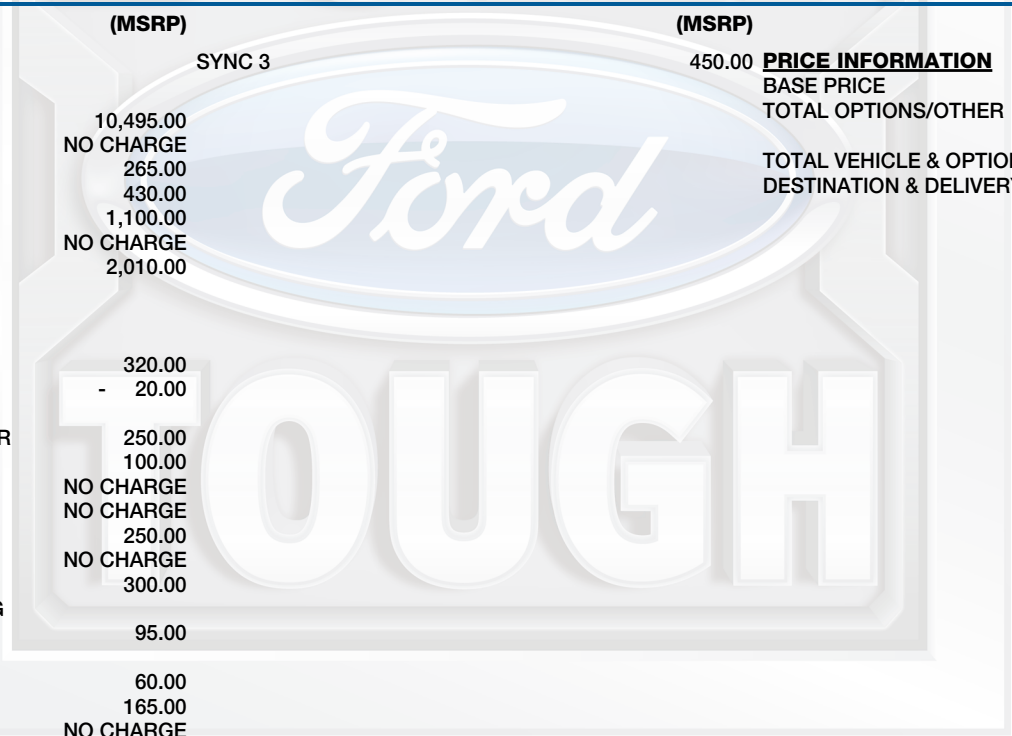 (MSRP)
(MSRP)
SYNC 3
450.00
PRICE INFORMATION
BASE PRICE
TOTAL OPTIONS/OTHER
TOTAL VEHICLE & OPTION
DESTINATION & DELIVERY
10,495.00
NO CHARGE
265.00
430.00
1,100.00
NO CHARGE
2,010.00
320.00
- 20.00
R 250.00
100.00
NO CHARGE
NO CHARGE
250.00
NO CHARGE
300.00
G
95.00
60.00
165.00
NO CHARGE
Ford
TOUGH